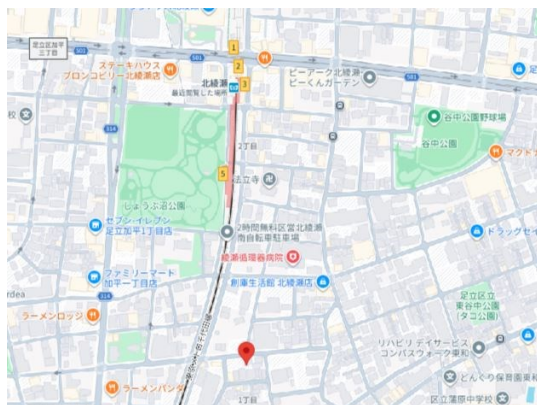 足立区加平
三丁目
301
581
1
2
3
5
ステーキハウス
ブロンコビリー北綾瀬店
北綾瀬
最近閲覧した場所
ピーアーク北綾瀬
ぴーくんガーデン
581
314
谷中公園野球場
谷中公園
マクド
2丁目
法立寺
しょうぶ沼公園
セブン-イレブン
足立加平1丁目店
2時間無料区営北綾瀬
南自転車駐車場
ドラッグセイ
綾瀬循環器病院
ファミリーマート
加平一丁目店
創庫生活館 北綾瀬店
ardea
314
足立区立
東谷中公園
(タコ公園)
ラーメンロッジ
リハビリ デイサービス
コンパスウォーク東和
ラーメンパンダ
1丁目
どんぐり保育園東和
区立蒲原中学校